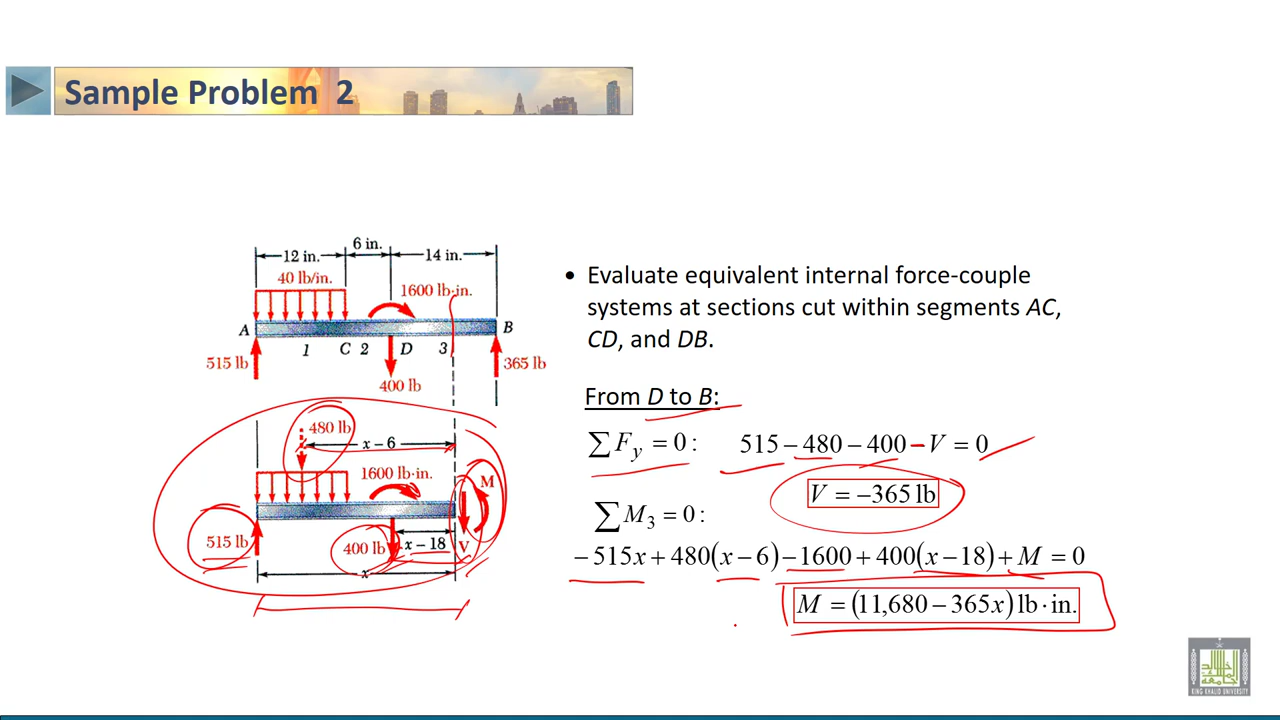 Sample Problem 2
12 in.
6 in.
14 in.
40 lb/in.
1600 lb·in.
A
B
1
C
2
D
3
515 lb
365 lb
400 lb
• Evaluate equivalent internal force-couple
systems at sections cut within segments AC,
CD, and DB.
From D to B:
∑ F_y = 0 : 515 − 480 − 400 − V = 0
V = −365 lb
∑ M_3 = 0 :
− 515x + 480(x − 6) − 1600 + 400(x − 18) + M = 0
M = (11,680 − 365x) lb · in.
480 lb
x − 6
1600 lb·in.
M
515 lb
400 lb
x − 18
V
x
جامعة الملك خالد
KING KHALID UNIVERSITY